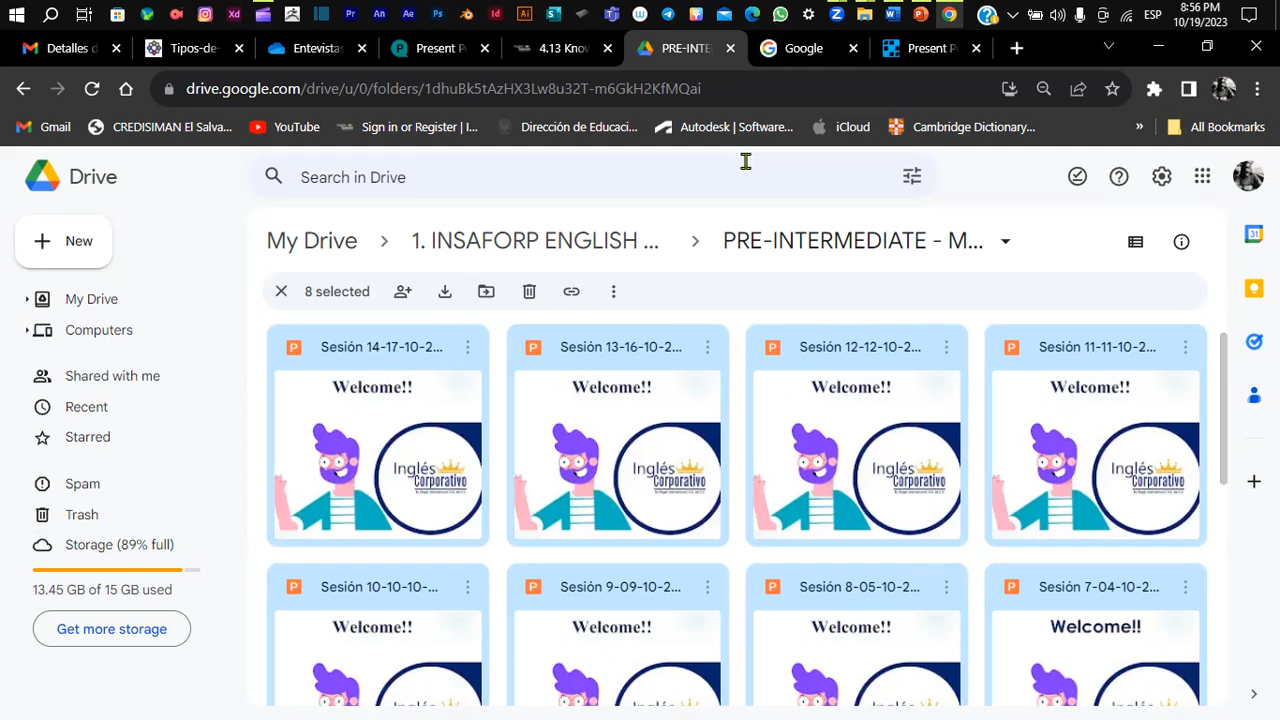 8:56 PM
ESP
10/19/2023
Detalles d
Tipos-de-
Entevistas
Present P
4.13 Know
PRE-INTE
Google
Present P
drive.google.com/drive/u/0/folders/1dhuBk5tAzHX3Lw8u32T-m6GkH2KfMQai
Gmail
CREDISIMAN El Salva...
YouTube
Sign in or Register | I...
Dirección de Educaci...
Autodesk | Software...
iCloud
Cambridge Dictionary...
»
All Bookmarks
Drive
Search in Drive
New
My Drive > 1. INSAFORP ENGLISH ... > PRE-INTERMEDIATE - M...
8 selected
My Drive
Computers
Shared with me
Recent
Starred
Spam
Trash
Storage (89% full)
13.45 GB of 15 GB used
Get more storage
Sesión 14-17-10-2...
Welcome!!
Inglés
Corporativo
Sesión 13-16-10-2...
Welcome!!
Inglés
Corporativo
Sesión 12-12-10-2...
Welcome!!
Inglés
Corporativo
Sesión 11-11-10-2...
Welcome!!
Inglés
Corporativo
Sesión 10-10-10-...
Welcome!!
Sesión 9-09-10-2...
Welcome!!
Sesión 8-05-10-2...
Welcome!!
Sesión 7-04-10-2...
Welcome!!